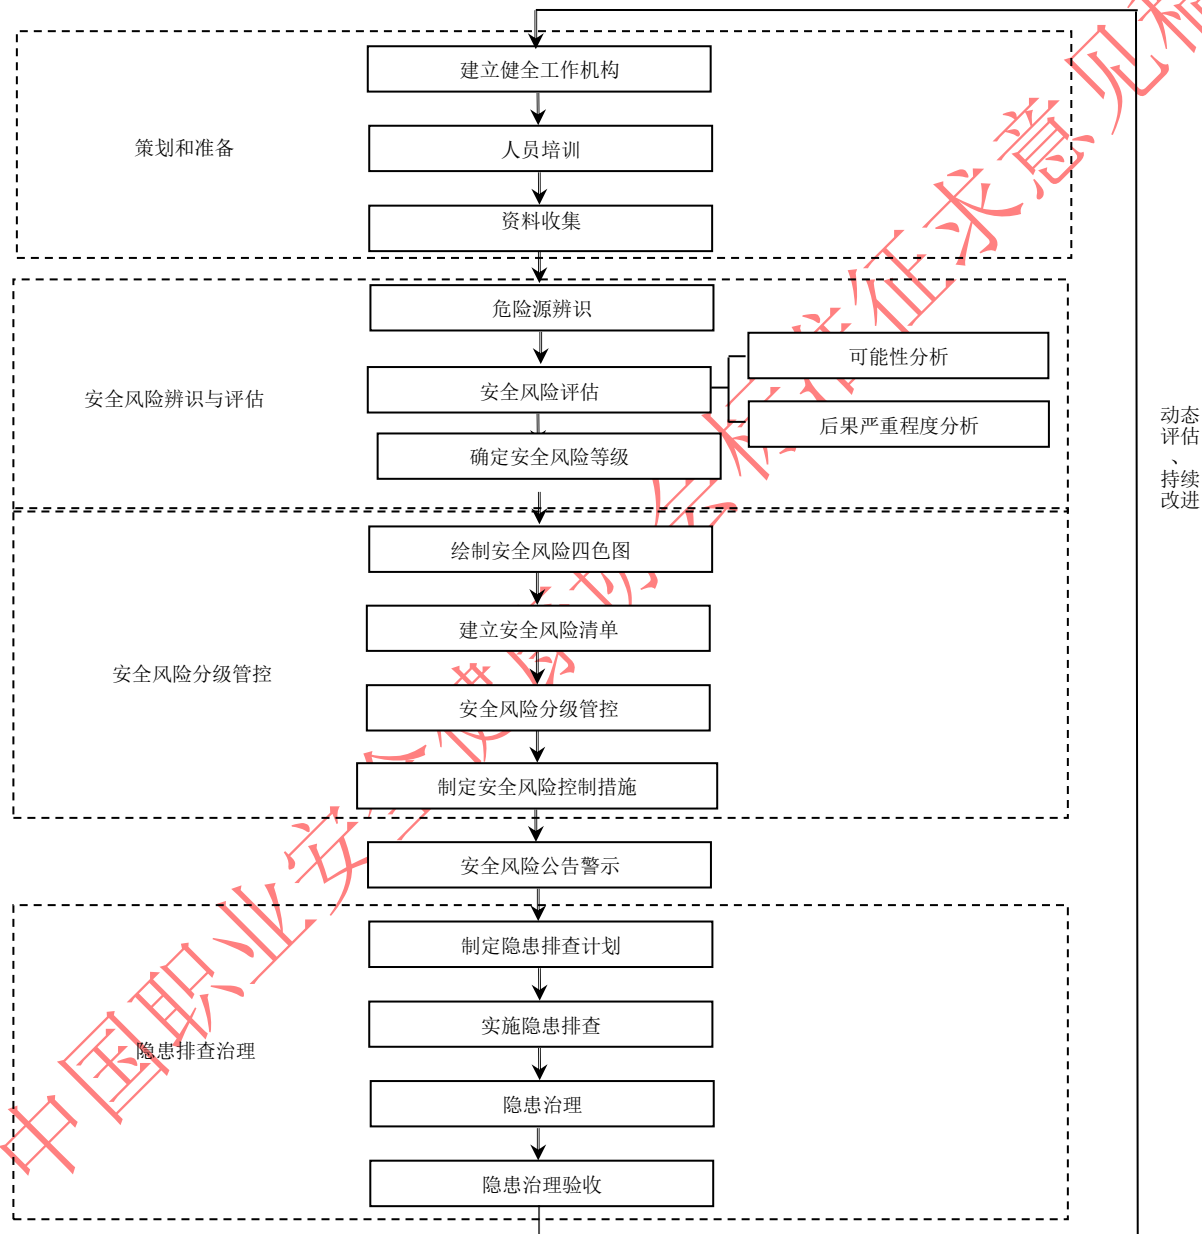 建立健全工作机构
策划和准备
人员培训
资料收集
危险源辨识
可能性分析
安全风险辨识与评估
安全风险评估
后果严重程度分析
确定安全风险等级
动态
评估
、
持续
改进
绘制安全风险四色图
建立安全风险清单
安全风险分级管控
安全风险分级管控
制定安全风险控制措施
安全风险公告警示
制定隐患排查计划
实施隐患排查
隐患排查治理
隐患治理
隐患治理验收
中国职业安全健康协会标准征求意见稿